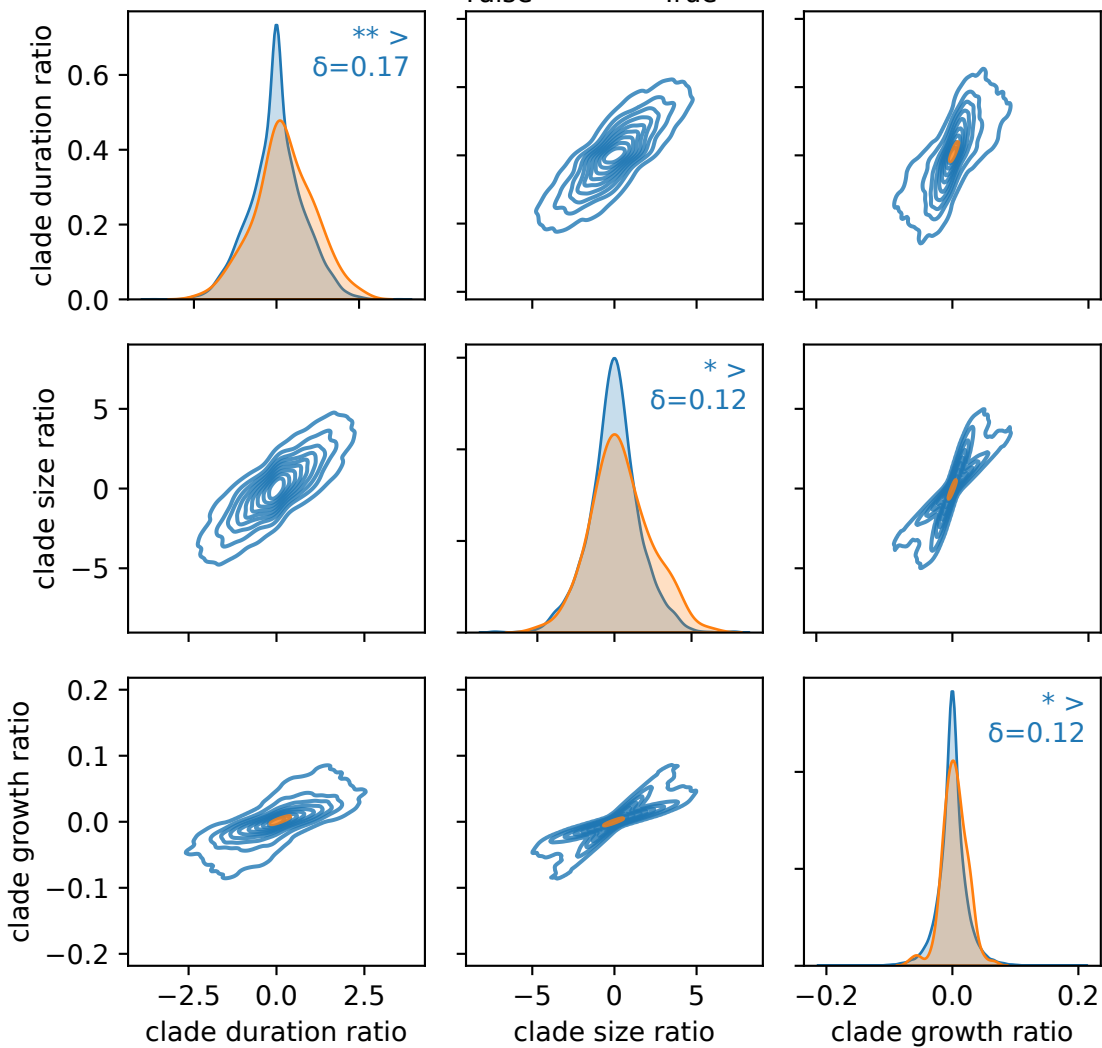 False True
clade duration ratio
0.6
0.4
0.2
0.0
** >
δ=0.17
clade size ratio
5
0
−5
* >
δ=0.12
clade growth ratio
0.2
0.1
0.0
−0.1
−0.2
* >
δ=0.12
−2.5 0.0 2.5
−5 0 5
−0.2 0.0 0.2
clade duration ratio
clade size ratio
clade growth ratio